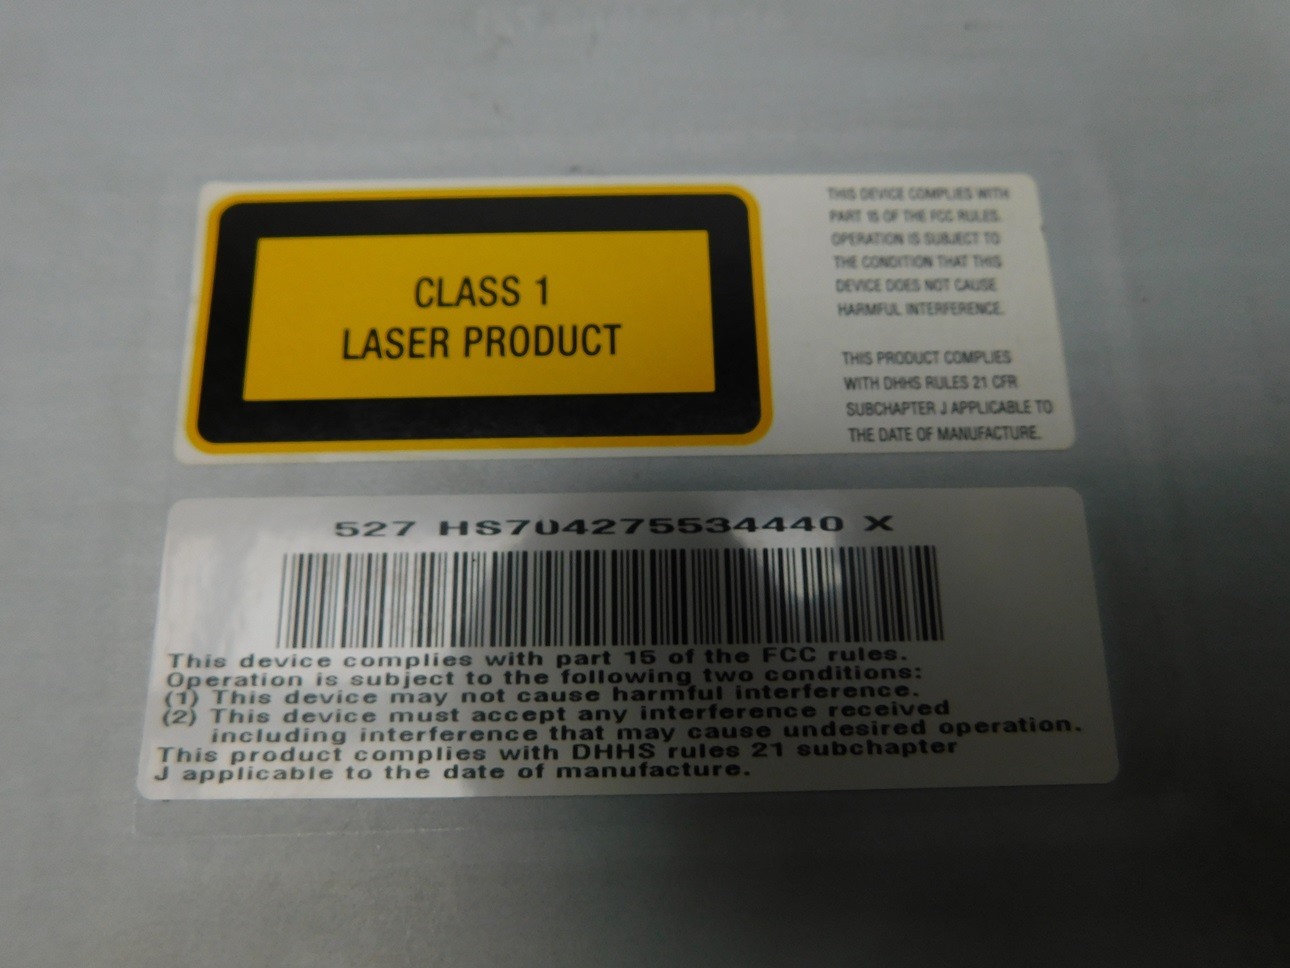 CLASS 1
LASER PRODUCT
THIS DEVICE COMPLIES WITH
PART 15 OF THE FCC RULES.
OPERATION IS SUBJECT TO
THE CONDITION THAT THIS
DEVICE DOES NOT CAUSE
HARMFUL INTERFERENCE.
THIS PRODUCT COMPLIES
WITH DHHS RULES 21 CFR
SUBCHAPTER J APPLICABLE TO
THE DATE OF MANUFACTURE.
527 HS704275534440 X
This device complies with part 15 of the FCC rules.
Operation is subject to the following two conditions:
(1) This device may not cause harmful interference.
(2) This device must accept any interference received
including interference that may cause undesired operation.
This product complies with DHHS rules 21 subchapter
J applicable to the date of manufacture.